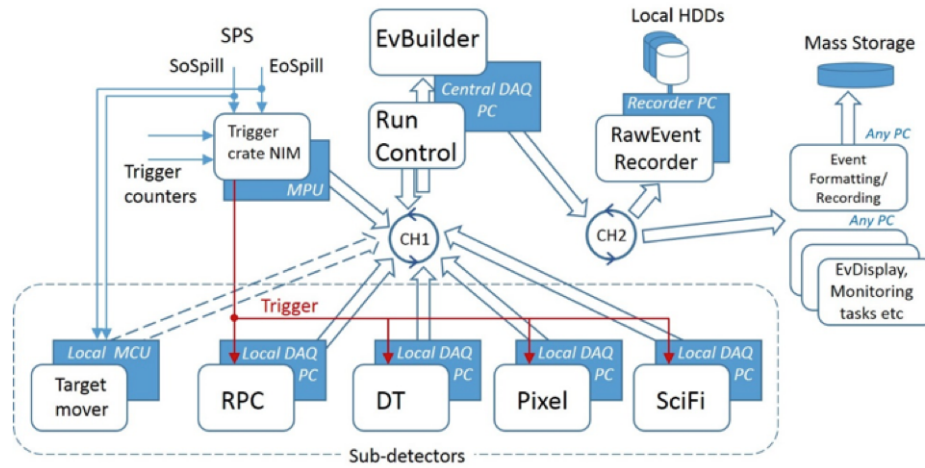 SPS
SoSpill
EoSpill
EvBuilder
Central DAQ
PC
Run
Control
Trigger
crate NIM
MPU
Trigger
counters
Local HDDs
Recorder PC
RawEvent
Recorder
Mass Storage
Any PC
Event
Formatting/
Recording
Any PC
EvDisplay,
Monitoring
tasks etc
CH1
CH2
Trigger
Local MCU
Target
mover
Local DAQ
PC
RPC
Local DAQ
PC
DT
Local DAQ
PC
Pixel
Local DAQ
PC
SciFi
Sub-detectors